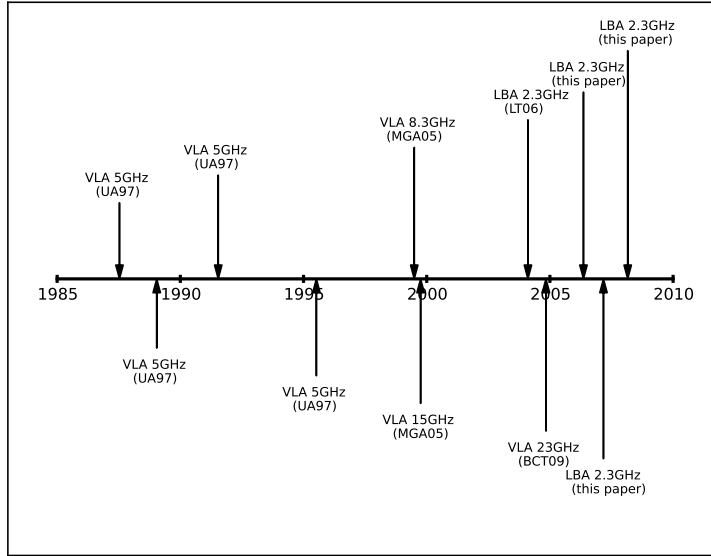 LBA 2.3GHz
(this paper)
LBA 2.3GHz
(this paper)
LBA 2.3GHz
(LT06)
VLA 8.3GHz
(MGA05)
VLA 5GHz
(UA97)
VLA 5GHz
(UA97)
1985 1990 1995 2000 2005 2010
VLA 5GHz
(UA97)
VLA 5GHz
(UA97)
VLA 15GHz
(MGA05)
VLA 23GHz
(BCT09)
LBA 2.3GHz
(this paper)